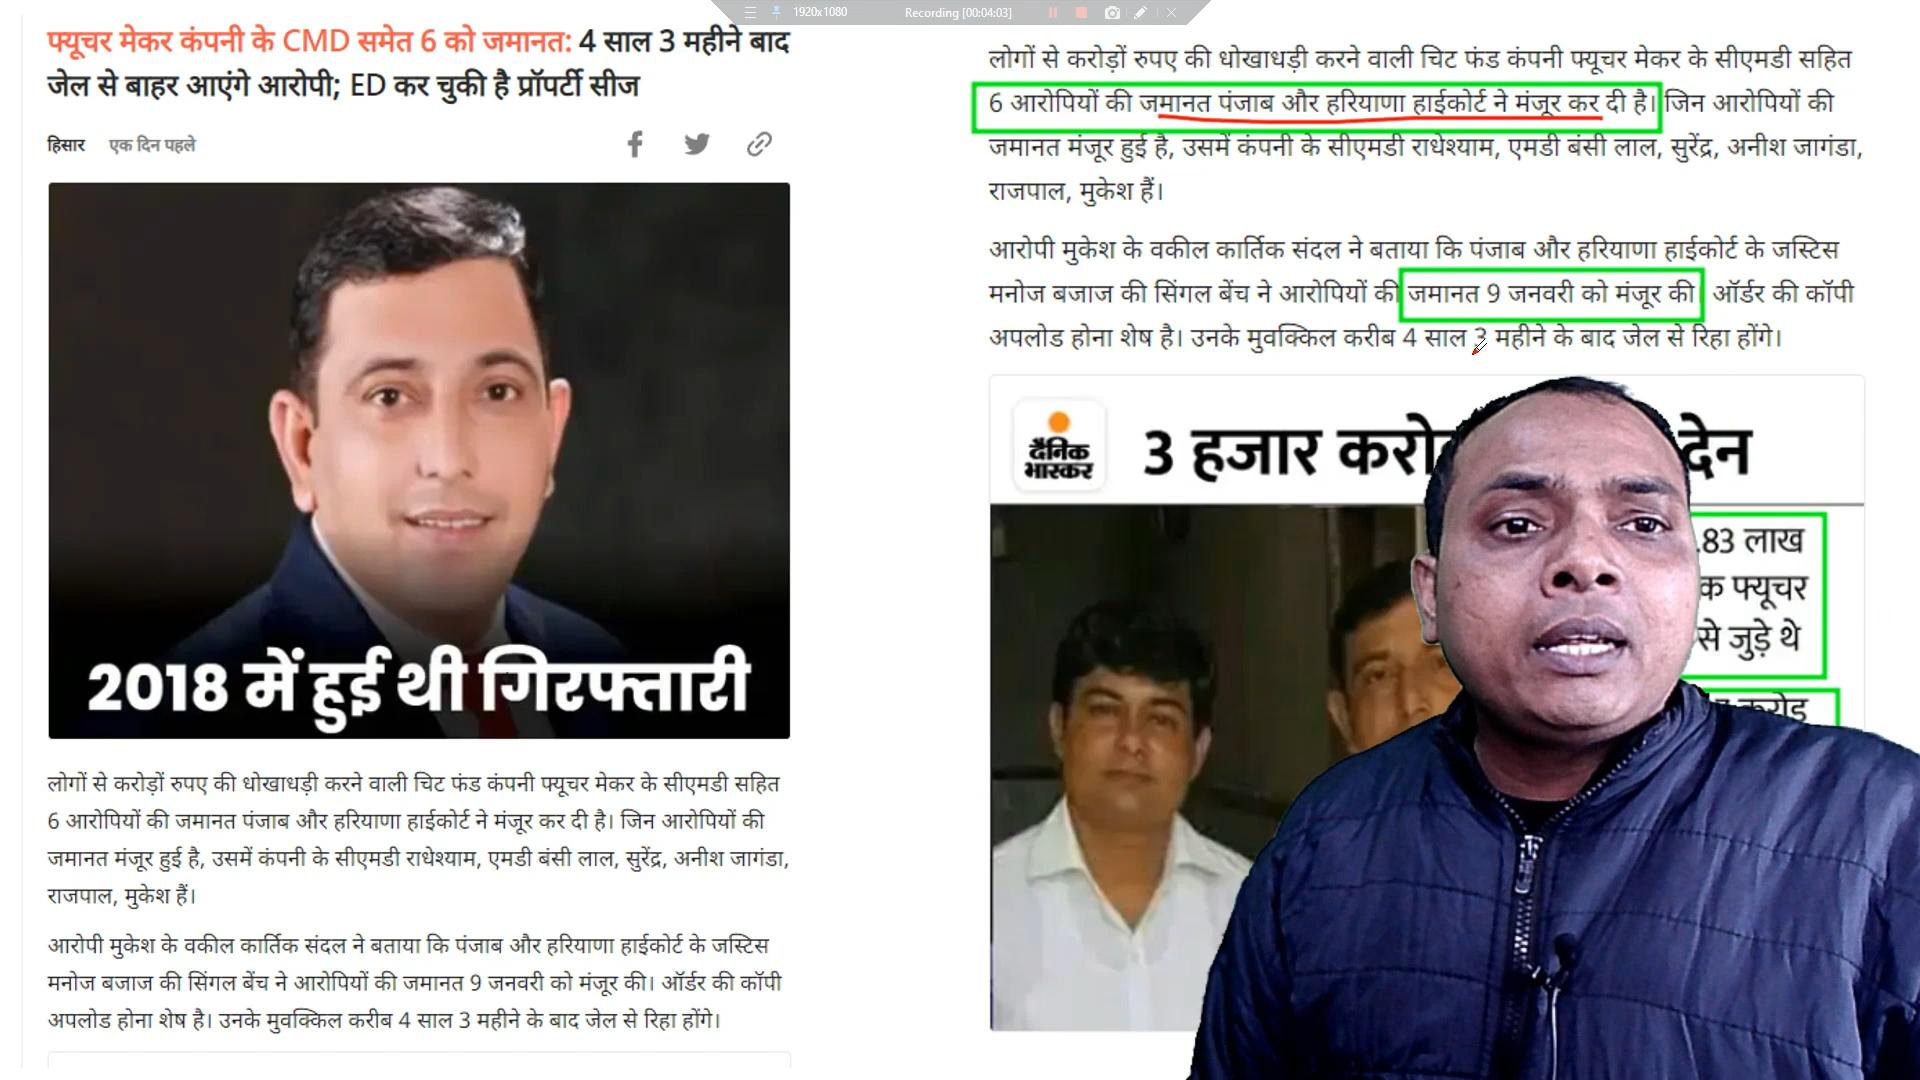 1920x1080 Recording [00:04:03]
फ्यूचर मेकर कंपनी के CMD समेत 6 को जमानत: 4 साल 3 महीने बाद
जेल से बाहर आएंगे आरोपी; ED कर चुकी है प्रॉपर्टी सीज
हिसार एक दिन पहले
2018 में हुई थी गिरफ्तारी
लोगों से करोड़ों रुपए की धोखाधड़ी करने वाली चिट फंड कंपनी फ्यूचर मेकर के सीएमडी सहित
6 आरोपियों की जमानत पंजाब और हरियाणा हाईकोर्ट ने मंजूर कर दी है। जिन आरोपियों की
जमानत मंजूर हुई है, उसमें कंपनी के सीएमडी राधेश्याम, एमडी बंसी लाल, सुरेंद्र, अनीश जागंडा,
राजपाल, मुकेश हैं।
आरोपी मुकेश के वकील कार्तिक संदल ने बताया कि पंजाब और हरियाणा हाईकोर्ट के जस्टिस
मनोज बजाज की सिंगल बेंच ने आरोपियों की जमानत 9 जनवरी को मंजूर की। ऑर्डर की कॉपी
अपलोड होना शेष है। उनके मुवक्किल करीब 4 साल 3 महीने के बाद जेल से रिहा होंगे।
लोगों से करोड़ों रुपए की धोखाधड़ी करने वाली चिट फंड कंपनी फ्यूचर मेकर के सीएमडी सहित
6 आरोपियों की जमानत पंजाब और हरियाणा हाईकोर्ट ने मंजूर कर दी है। जिन आरोपियों की
जमानत मंजूर हुई है, उसमें कंपनी के सीएमडी राधेश्याम, एमडी बंसी लाल, सुरेंद्र, अनीश जागंडा,
राजपाल, मुकेश हैं।
आरोपी मुकेश के वकील कार्तिक संदल ने बताया कि पंजाब और हरियाणा हाईकोर्ट के जस्टिस
मनोज बजाज की सिंगल बेंच ने आरोपियों की जमानत 9 जनवरी को मंजूर की। ऑर्डर की कॉपी
अपलोड होना शेष है। उनके मुवक्किल करीब 4 साल 3 महीने के बाद जेल से रिहा होंगे।
दैनिक
भास्कर
3 हजार
.83 लाख
फ्यूचर
से जुड़े थे
करोड़